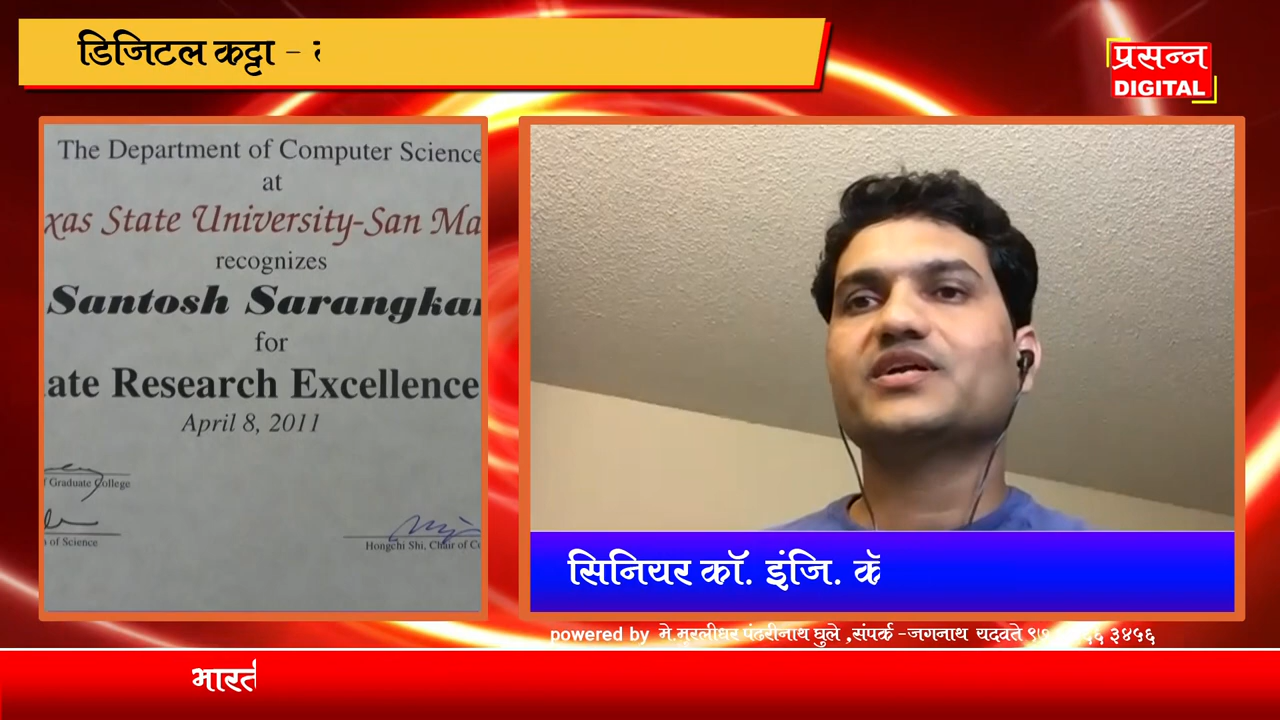 डिजिटल कट्टा -
प्रसन्न
DIGITAL
The Department of Computer Science
at
xas State University-San Ma
recognizes
Santosh Sarangkar
for
ate Research Excellence
April 8, 2011
f Graduate College
of Science
Hongchi Shi, Chair of Co
सिनियर कॉ. इंजि. कॅ
powered by मे.मुरलीधर पंढरीनाथ घुले ,संपर्क -जगनाथ यदवते ३४५६
भारत